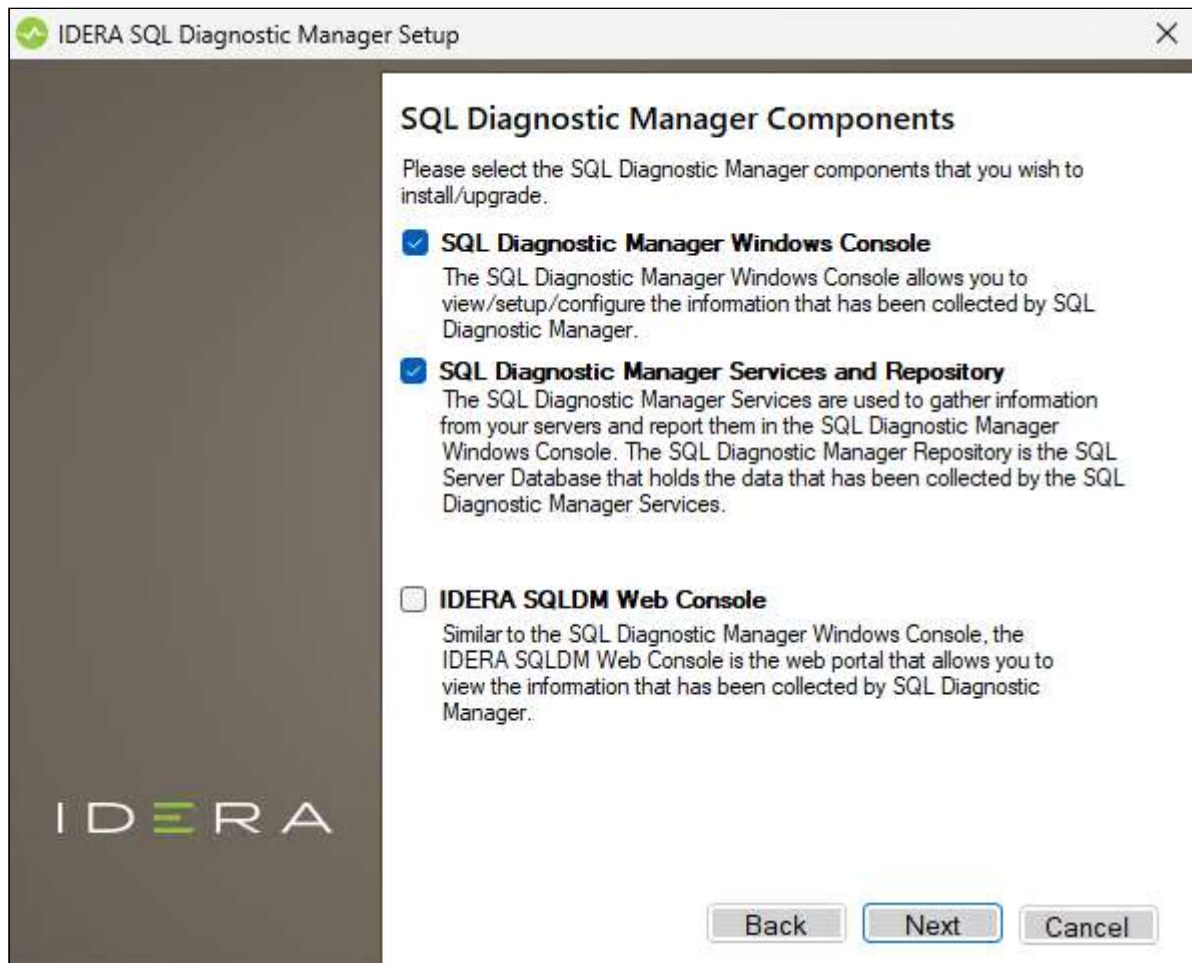 IDERA SQL Diagnostic Manager Setup
SQL Diagnostic Manager Components
Please select the SQL Diagnostic Manager components that you wish to
install/upgrade.
SQL Diagnostic Manager Windows Console
The SQL Diagnostic Manager Windows Console allows you to
view/setup/configure the information that has been collected by SQL
Diagnostic Manager.
SQL Diagnostic Manager Services and Repository
The SQL Diagnostic Manager Services are used to gather information
from your servers and report them in the SQL Diagnostic Manager
Windows Console. The SQL Diagnostic Manager Repository is the SQL
Server Database that holds the data that has been collected by the SQL
Diagnostic Manager Services.
IDERA SQLDM Web Console
Similar to the SQL Diagnostic Manager Windows Console, the
IDERA SQLDM Web Console is the web portal that allows you to
view the information that has been collected by SQL Diagnostic
Manager.
IDERA
Back Next Cancel